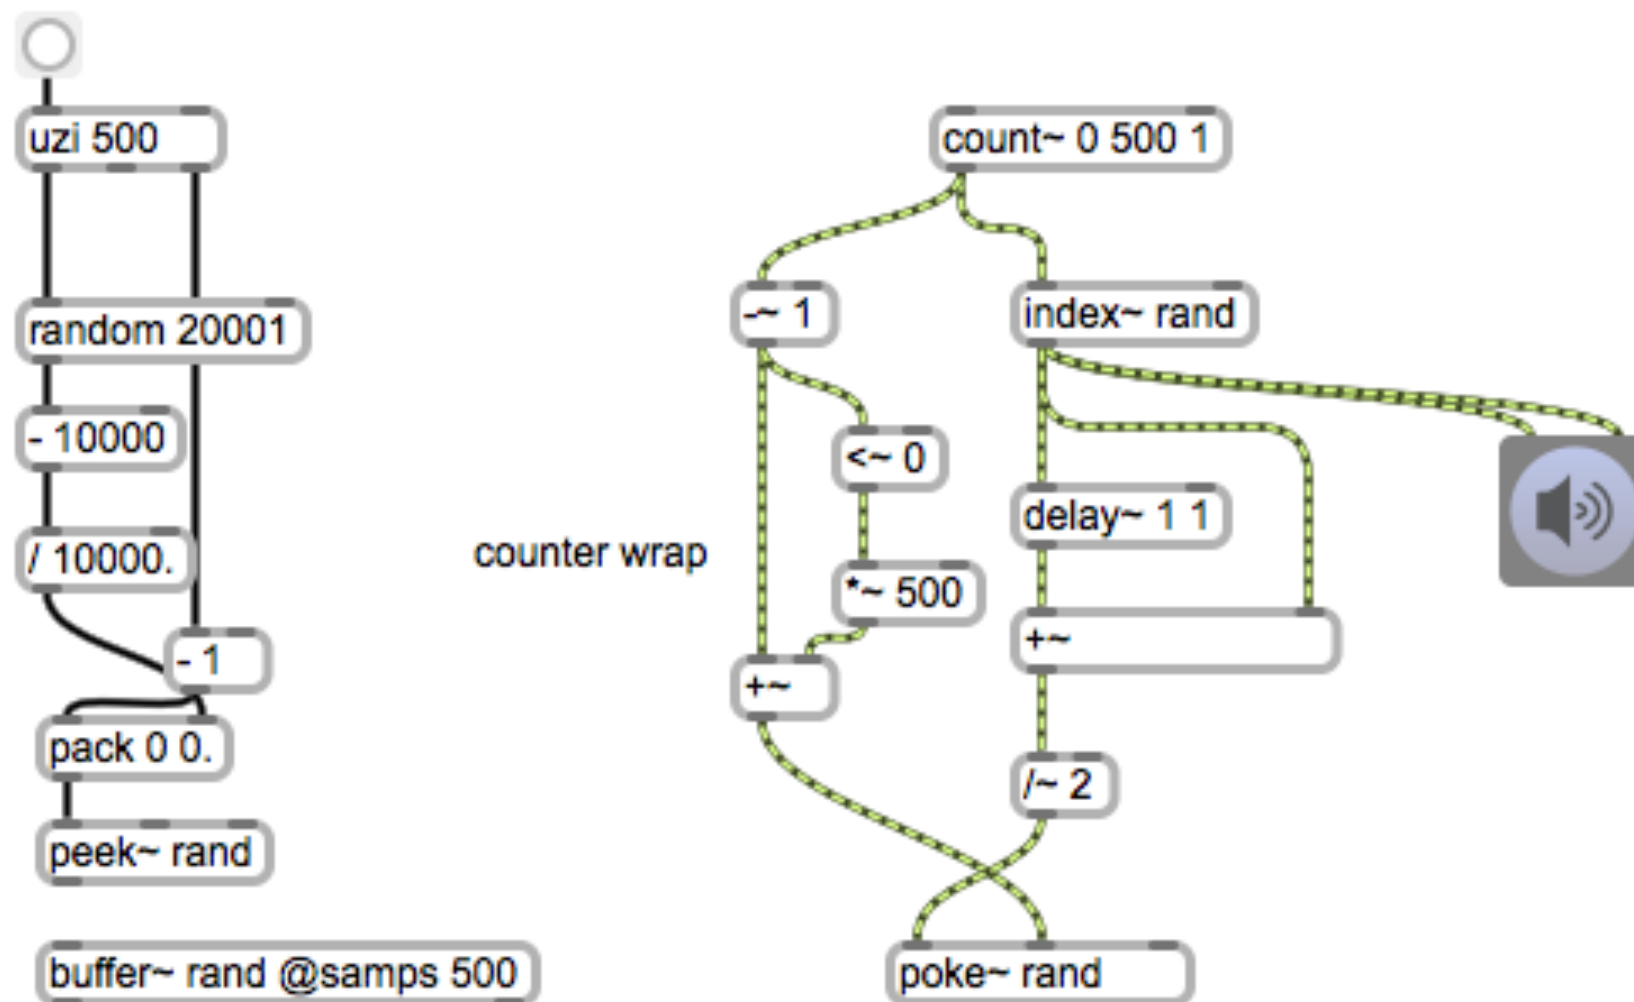 uzi 500
random 20001
- 10000
/ 10000.
- 1
pack 0 0.
peek~ rand
buffer~ rand @samps 500
counter wrap
count~ 0 500 1
-~ 1
index~ rand
<~ 0
delay~ 1 1
*~ 500
+~
+~
/~ 2
poke~ rand